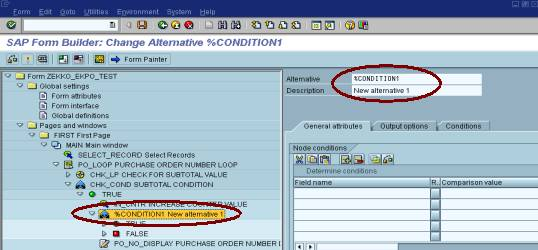 Form Edit Goto Utilities Environment System Help
SAP Form Builder: Change Alternative %CONDITION1
Form Painter
Form ZEKKO_EKPO_TEST
Global settings
Form attributes
Form interface
Global definitions
Pages and windows
FIRST First Page
MAIN Main window
SELECT_RECORD Select Records
PO_LOOP PURCHASE ORDER NUMBER LOOP
CHK_LP CHECK FOR SUBTOTAL VALUE
CHK_COND SUBTOTAL CONDITION
TRUE
IN_CNTR INCREASE COUNTER VALUE
%CONDITION1 New alternative 1
TRUE
FALSE
PO_NO_DISPLAY PURCHASE ORDER NUMBER
Alternative %CONDITION1
Description New alternative 1
General attributes Output options Conditions
Node conditions
Determine conditions
Field name R. Comparison value